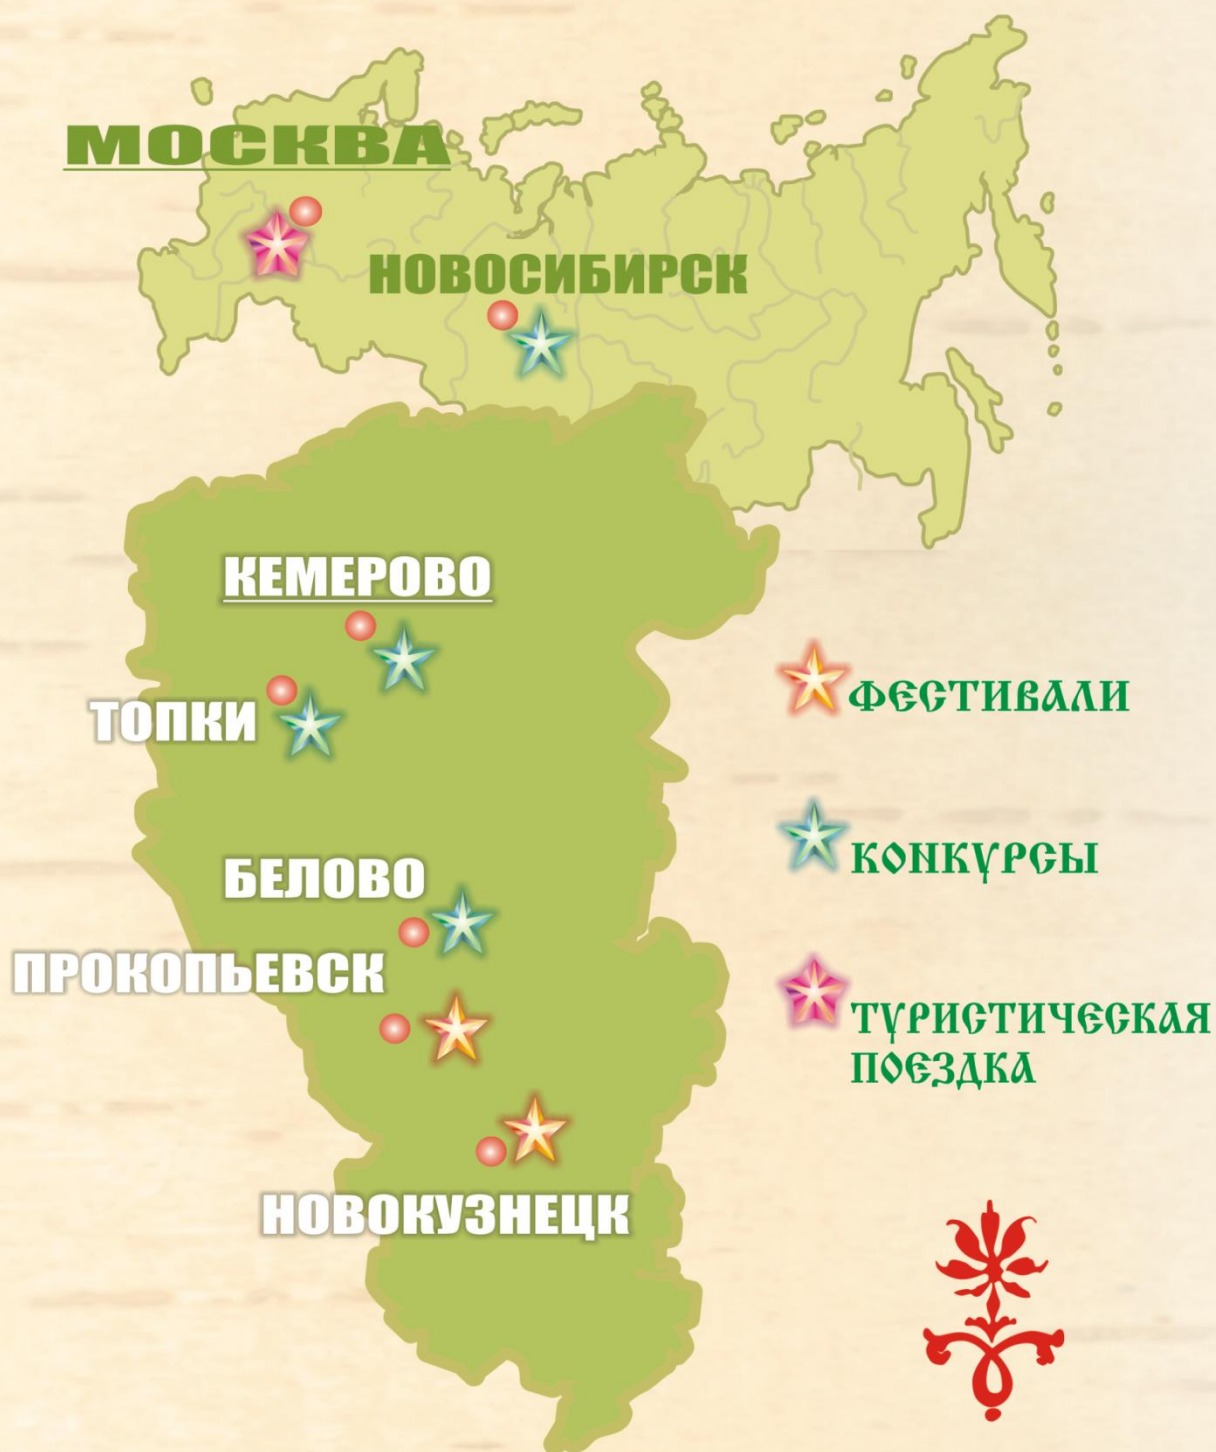 МОСКВА
НОВОСИБИРСК
КЕМЕРОВО
ТОПКИ
БЕЛОВО
ПРОКОПЬЕВСК
НОВОКУЗНЕЦК
ФЕСТИВАЛИ
КОНКУРСЫ
ТУРИСТИЧЕСКАЯ
ПОЕЗДКА